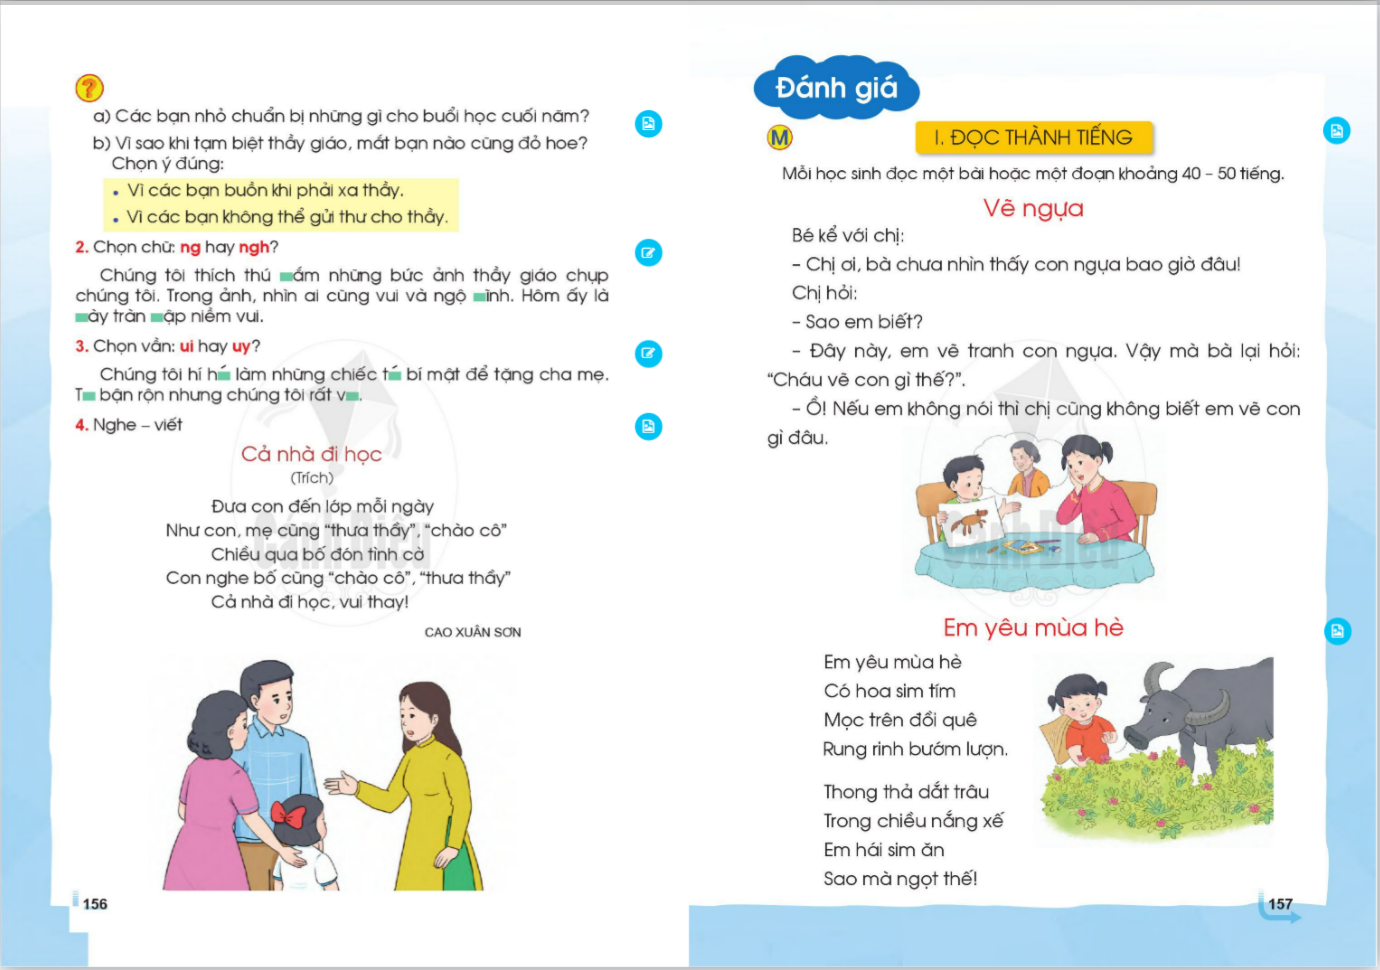 ?
a) Các bạn nhỏ chuẩn bị những gì cho buổi học cuối năm?
b) Vì sao khi tạm biệt thầy giáo, mắt bạn nào cũng đỏ hoe?
Chọn ý đúng:
• Vì các bạn buồn khi phải xa thầy.
• Vì các bạn không thể gửi thư cho thầy.
2. Chọn chữ: ng hay ngh?
Chúng tôi thích thú ắm những bức ảnh thầy giáo chụp
chúng tôi. Trong ảnh, nhìn ai cũng vui và ngộ ình. Hôm ấy là
ày tràn ập niềm vui.
3. Chọn vần: ui hay uy?
Chúng tôi hí h́ làm những chiếc t́ bí mật để tặng cha mẹ.
T bận rộn nhưng chúng tôi rất v.
4. Nghe – viết
Cả nhà đi học
(Trích)
Đưa con đến lớp mỗi ngày
Như con, mẹ cũng “thưa thầy”, “chào cô”
Chiều qua bố đón tình cờ
Con nghe bố cũng “chào cô”, “thưa thầy”
Cả nhà đi học, vui thay!
CAO XUÂN SƠN
Cánh Diều
156
Đánh giá
M
I. ĐỌC THÀNH TIẾNG
Mỗi học sinh đọc một bài hoặc một đoạn khoảng 40 – 50 tiếng.
Vẽ ngựa
Bé kể với chị:
– Chị ơi, bà chưa nhìn thấy con ngựa bao giờ đâu!
Chị hỏi:
– Sao em biết?
– Đây này, em vẽ tranh con ngựa. Vậy mà bà lại hỏi:
“Cháu vẽ con gì thế?”.
– Ồ! Nếu em không nói thì chị cũng không biết em vẽ con
gì đâu.
Cánh Diều
Em yêu mùa hè
Em yêu mùa hè
Có hoa sim tím
Mọc trên đồi quê
Rung rinh bướm lượn.
Thong thả dắt trâu
Trong chiều nắng xế
Em hái sim ăn
Sao mà ngọt thế!
157